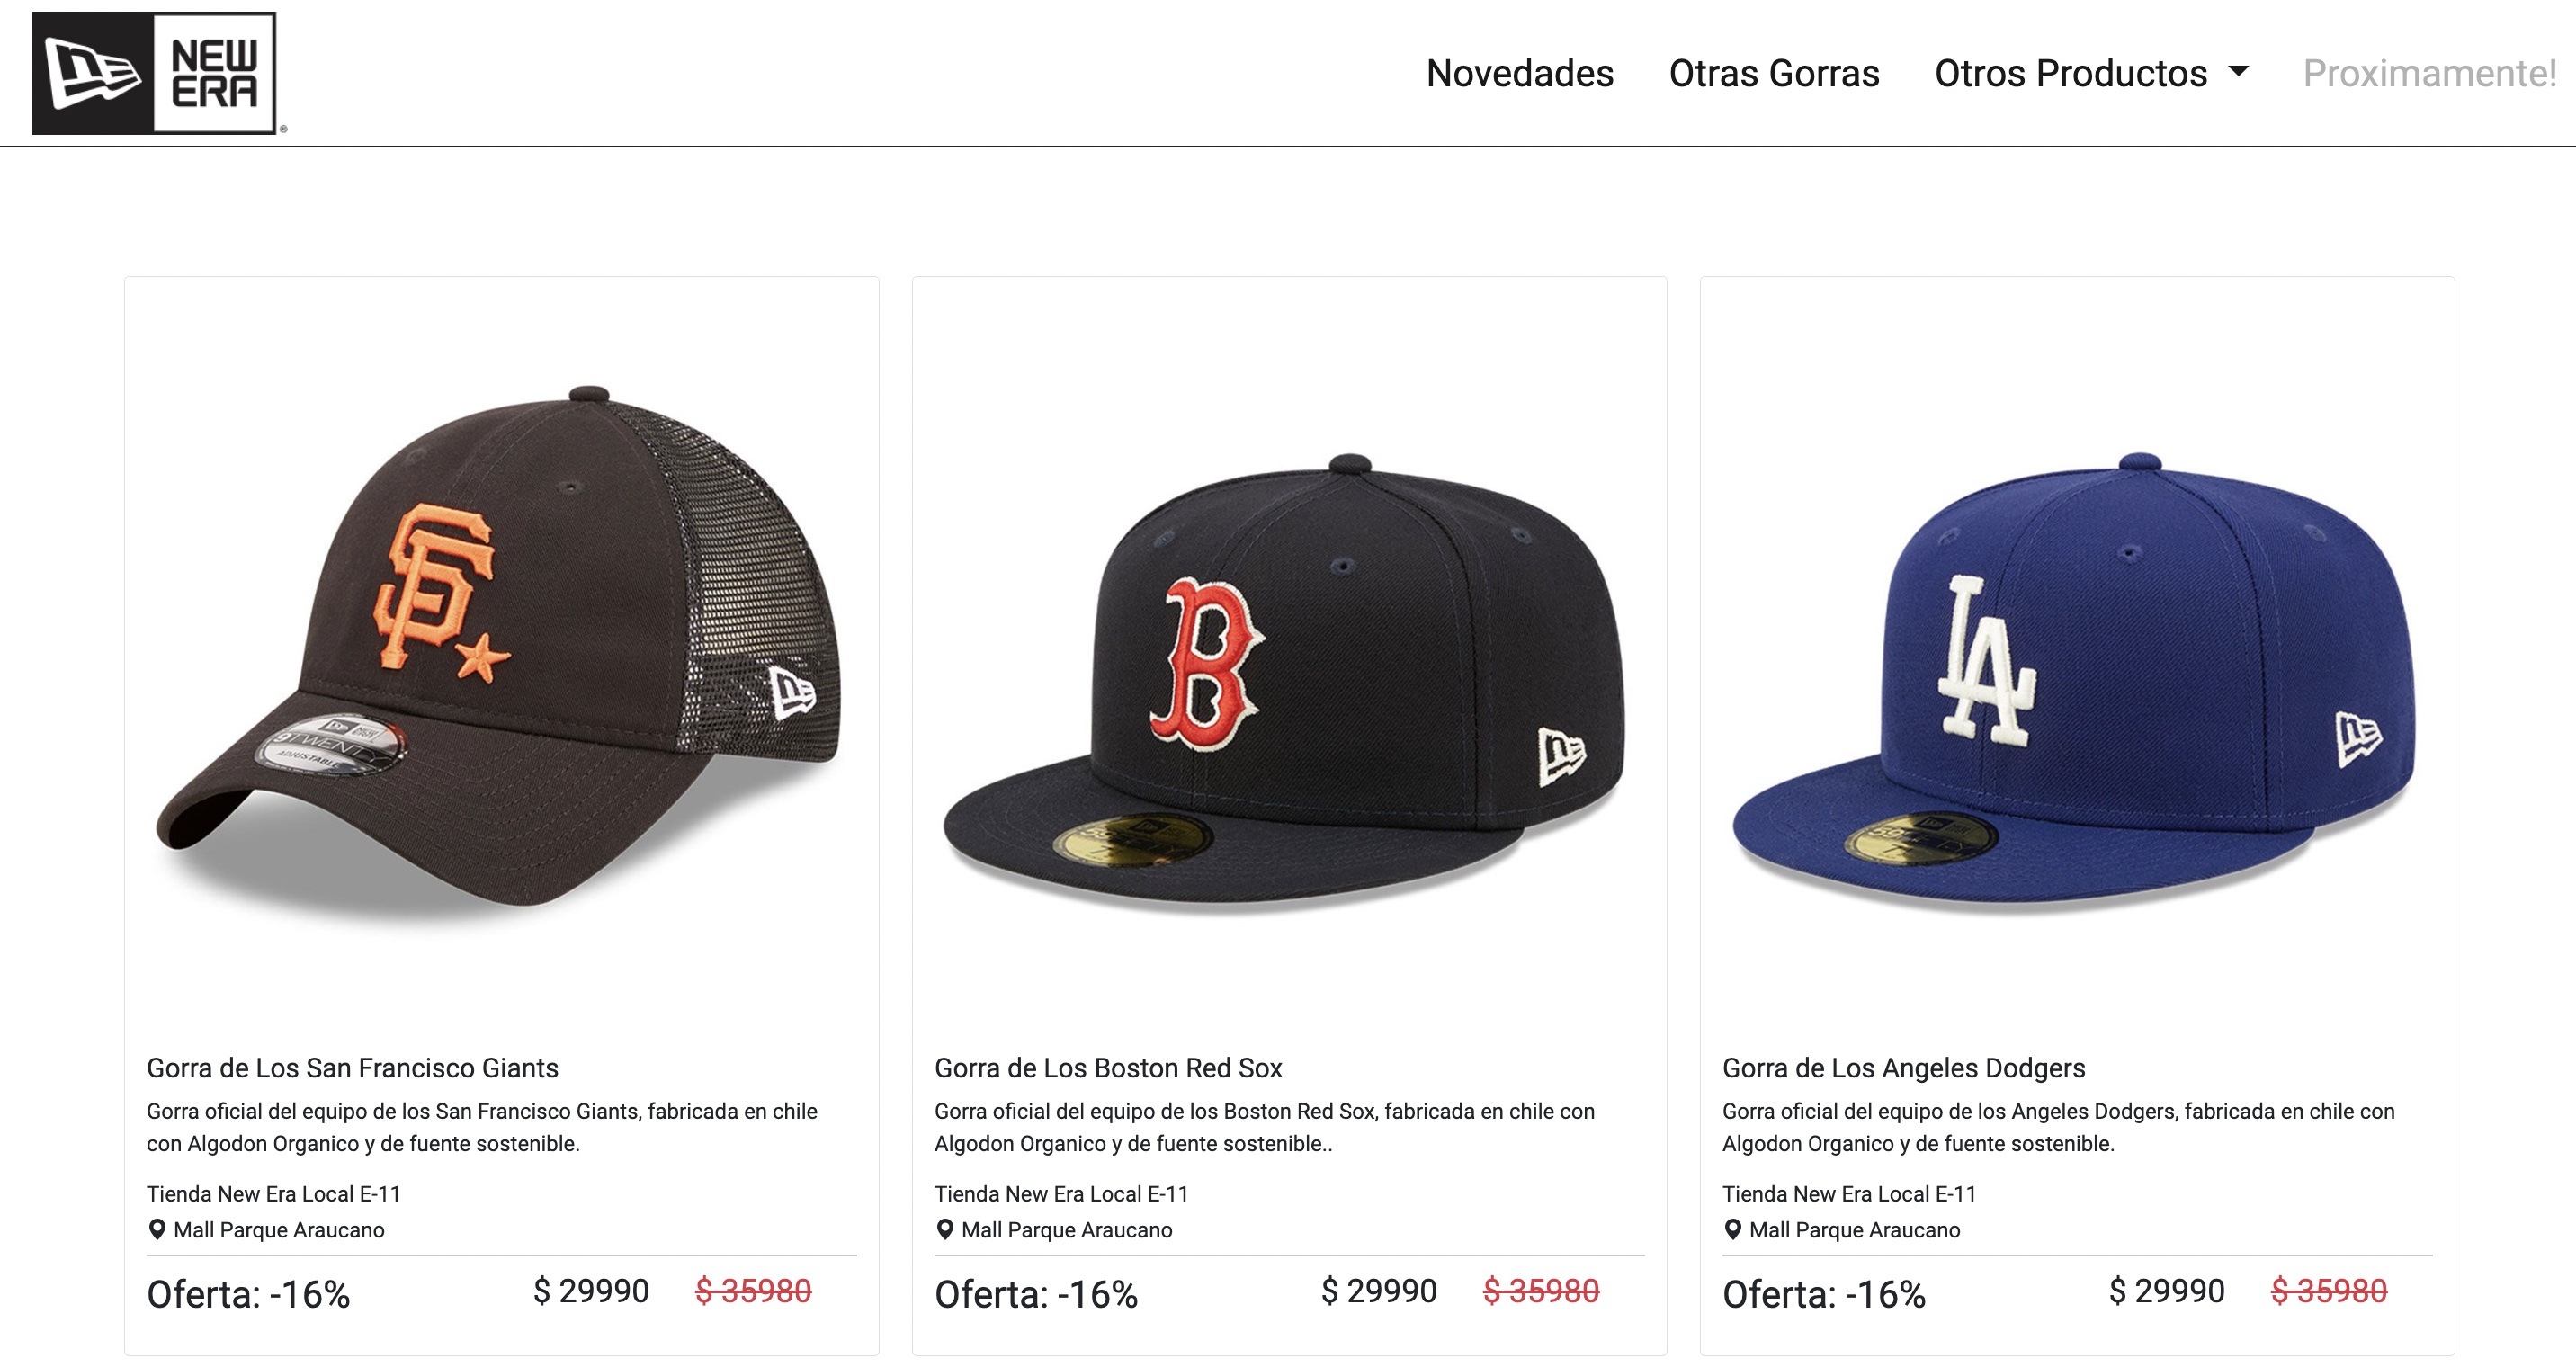 NEW
ERA
®
Novedades Otras Gorras Otros Productos Proximamente!
SF
NEW ERA
9TWENTY
ADJUSTABLE
B
LA
Gorra de Los San Francisco Giants
Gorra oficial del equipo de los San Francisco Giants, fabricada en chile
con Algodon Organico y de fuente sostenible.
Tienda New Era Local E-11
Mall Parque Araucano
Oferta: -16% $ 29990 $ 35980
Gorra de Los Boston Red Sox
Gorra oficial del equipo de los Boston Red Sox, fabricada en chile con
Algodon Organico y de fuente sostenible..
Tienda New Era Local E-11
Mall Parque Araucano
Oferta: -16% $ 29990 $ 35980
Gorra de Los Angeles Dodgers
Gorra oficial del equipo de los Angeles Dodgers, fabricada en chile con
Algodon Organico y de fuente sostenible.
Tienda New Era Local E-11
Mall Parque Araucano
Oferta: -16% $ 29990 $ 35980